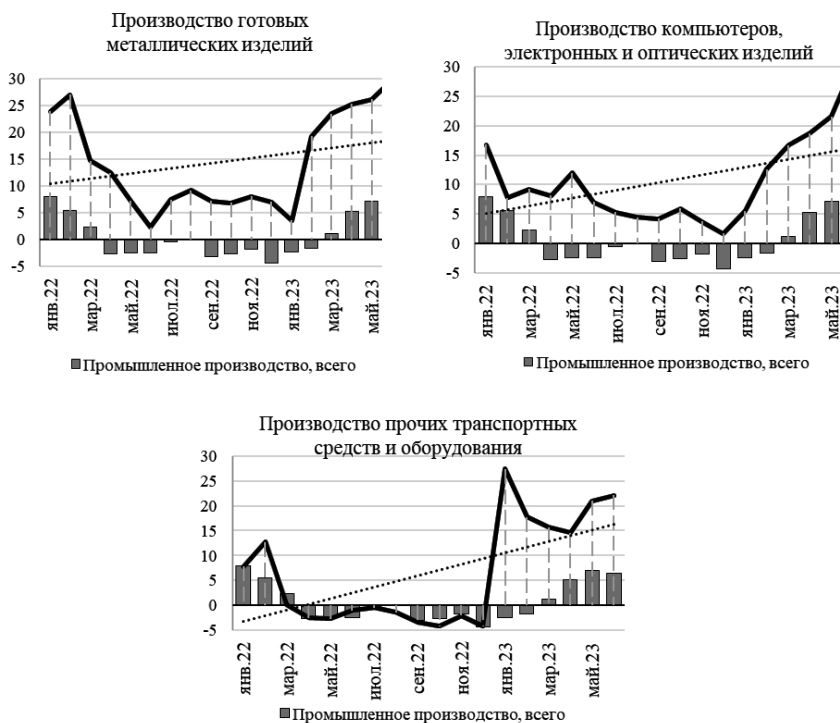 Производство готовых
металлических изделий
30
25
20
15
10
5
0
-5
янв.22
мар.22
май.22
июл.22
сен.22
ноя.22
янв.23
мар.23
май.23
Промышленное производство, всего
Производство компьютеров,
электронных и оптических изделий
30
25
20
15
10
5
0
-5
янв.22
мар.22
май.22
июл.22
сен.22
ноя.22
янв.23
мар.23
май.23
Промышленное производство, всего
Производство прочих транспортных
средств и оборудования
30
25
20
15
10
5
0
-5
янв.22
мар.22
май.22
июл.22
сен.22
ноя.22
янв.23
мар.23
май.23
Промышленное производство, всего